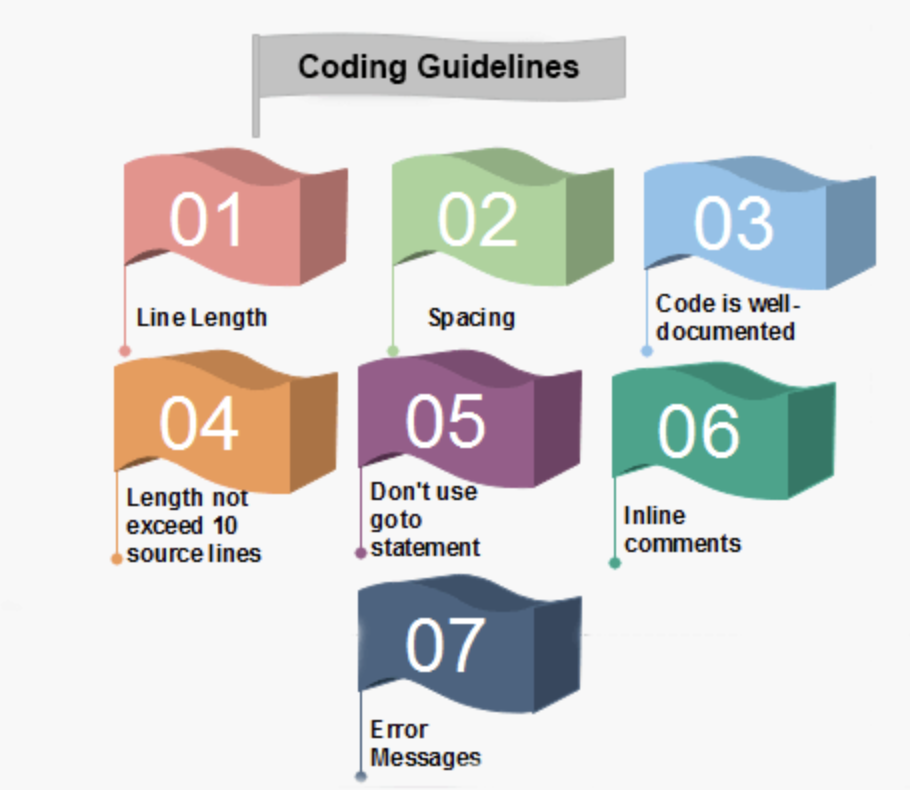 Coding Guidelines
01
Line Length
02
Spacing
03
Code is well-
documented
04
Length not
exceed 10
source lines
05
Don't use
goto
statement
06
Inline
comments
07
Error
Messages